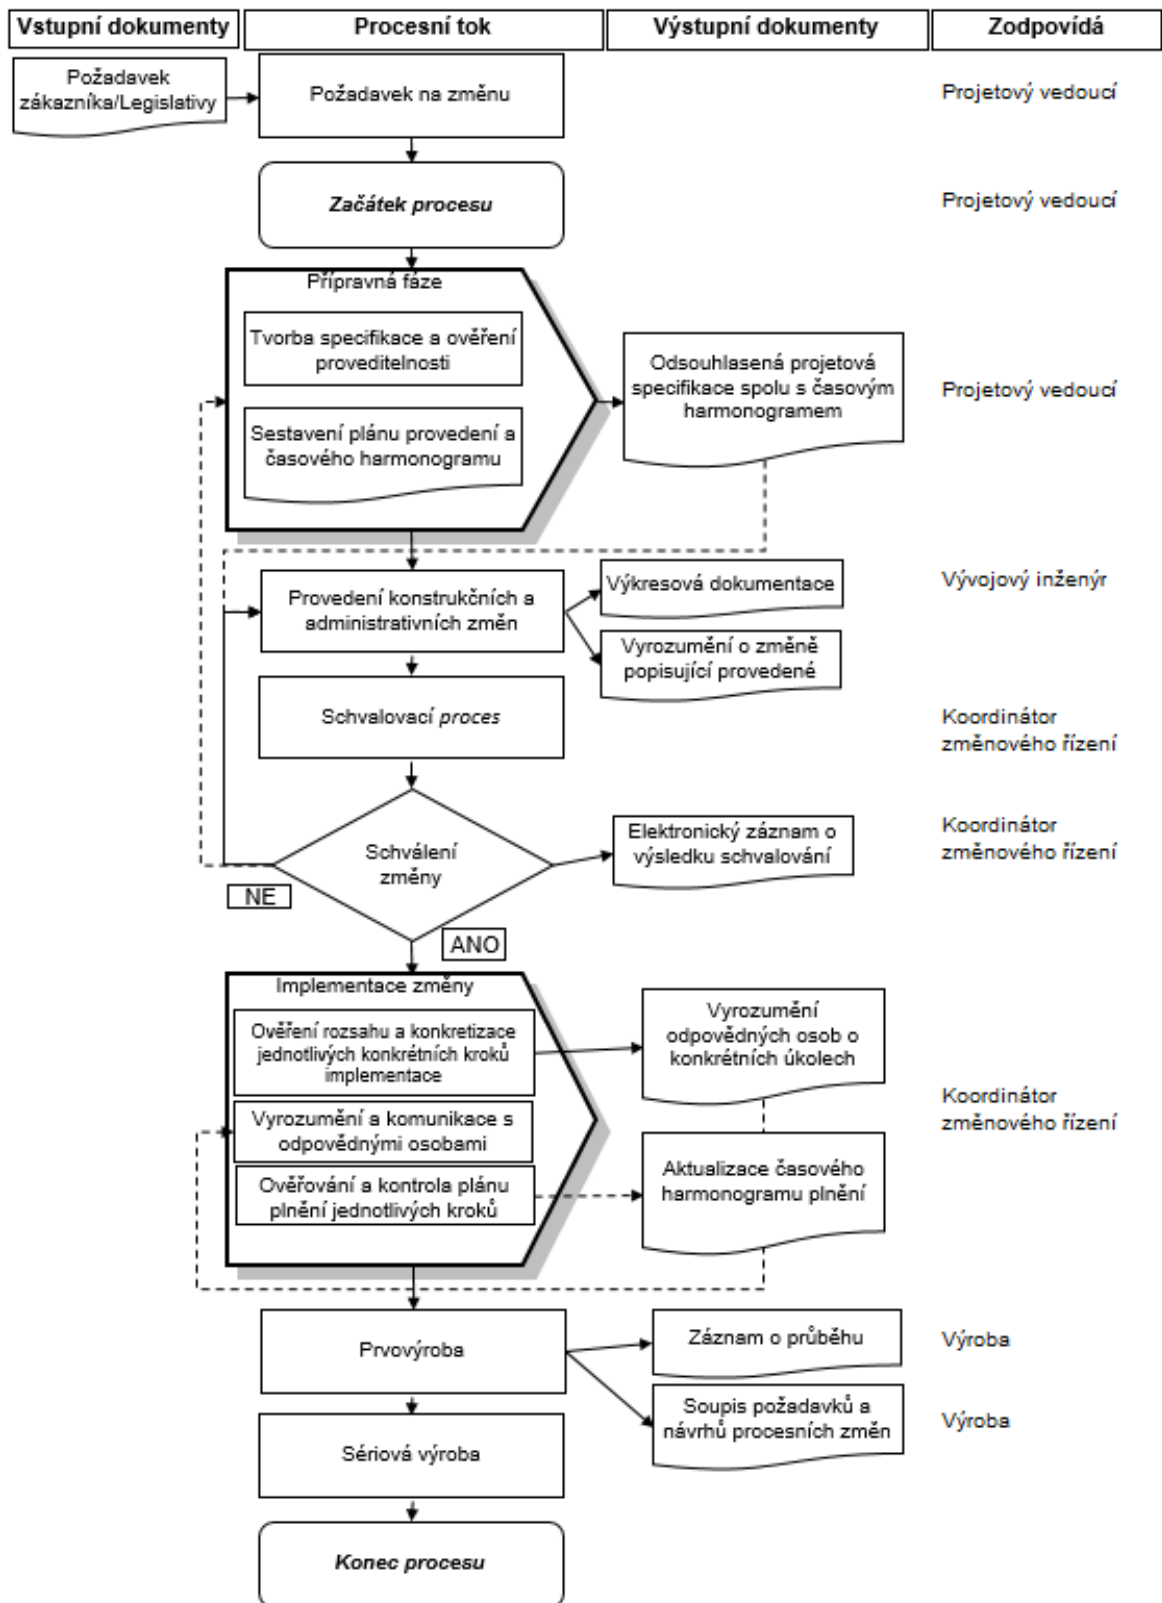 Vstupní dokumenty
Procesní tok
Výstupní dokumenty
Zodpovídá
Požadavek
zákazníka/Legislativy
Požadavek na změnu
Projetový vedoucí
Začátek procesu
Projetový vedoucí
Přípravná fáze
Tvorba specifikace a ověření
proveditelnosti
Sestavení plánu provedení a
časového harmonogramu
Odsouhlasená projetová
specifikace spolu s časovým
harmonogramem
Projetový vedoucí
Provedení konstrukčních a
administrativních změn
Výkresová dokumentace
Vyrozumění o změně
popisující provedené
Vývojový inženýr
Schvalovací proces
Koordinátor
změnového řízení
Schválení
změny
Elektronický záznam o
výsledku schvalování
Koordinátor
změnového řízení
NE
ANO
Implementace změny
Ověření rozsahu a konkretizace
jednotlivých konkrétních kroků
implementace
Vyrozumění a komunikace s
odpovědnými osobami
Ověřování a kontrola plánu
plnění jednotlivých kroků
Vyrozumění
odpovědných osob o
konkrétních úkolech
Aktualizace časového
harmonogramu plnění
Koordinátor
změnového řízení
Prvovýroba
Záznam o průběhu
Výroba
Soupis požadavků a
návrhů procesních změn
Výroba
Sériová výroba
Konec procesu